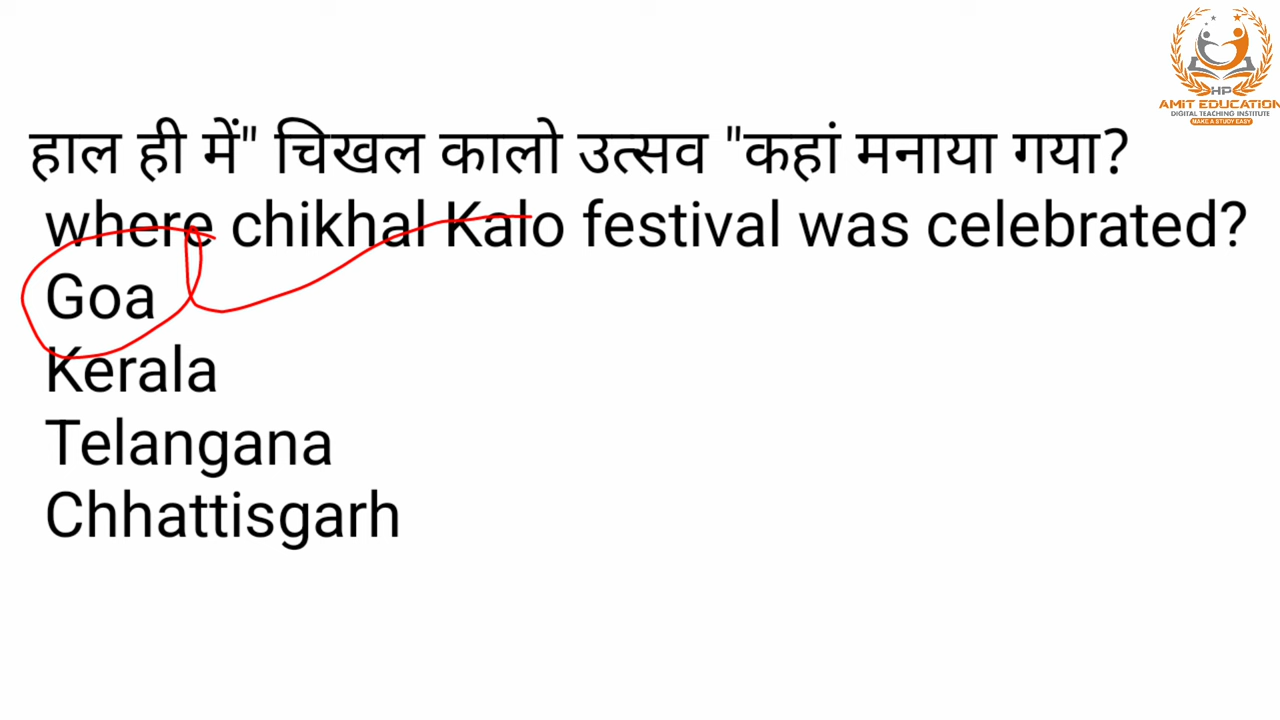 HP
AMIT EDUCATION
DIGITAL TEACHING INSTITUTE
MAKE A STUDY EASY
हाल ही में" चिखल कालो उत्सव "कहां मनाया गया?
where chikhal Kalo festival was celebrated?
Goa
Kerala
Telangana
Chhattisgarh